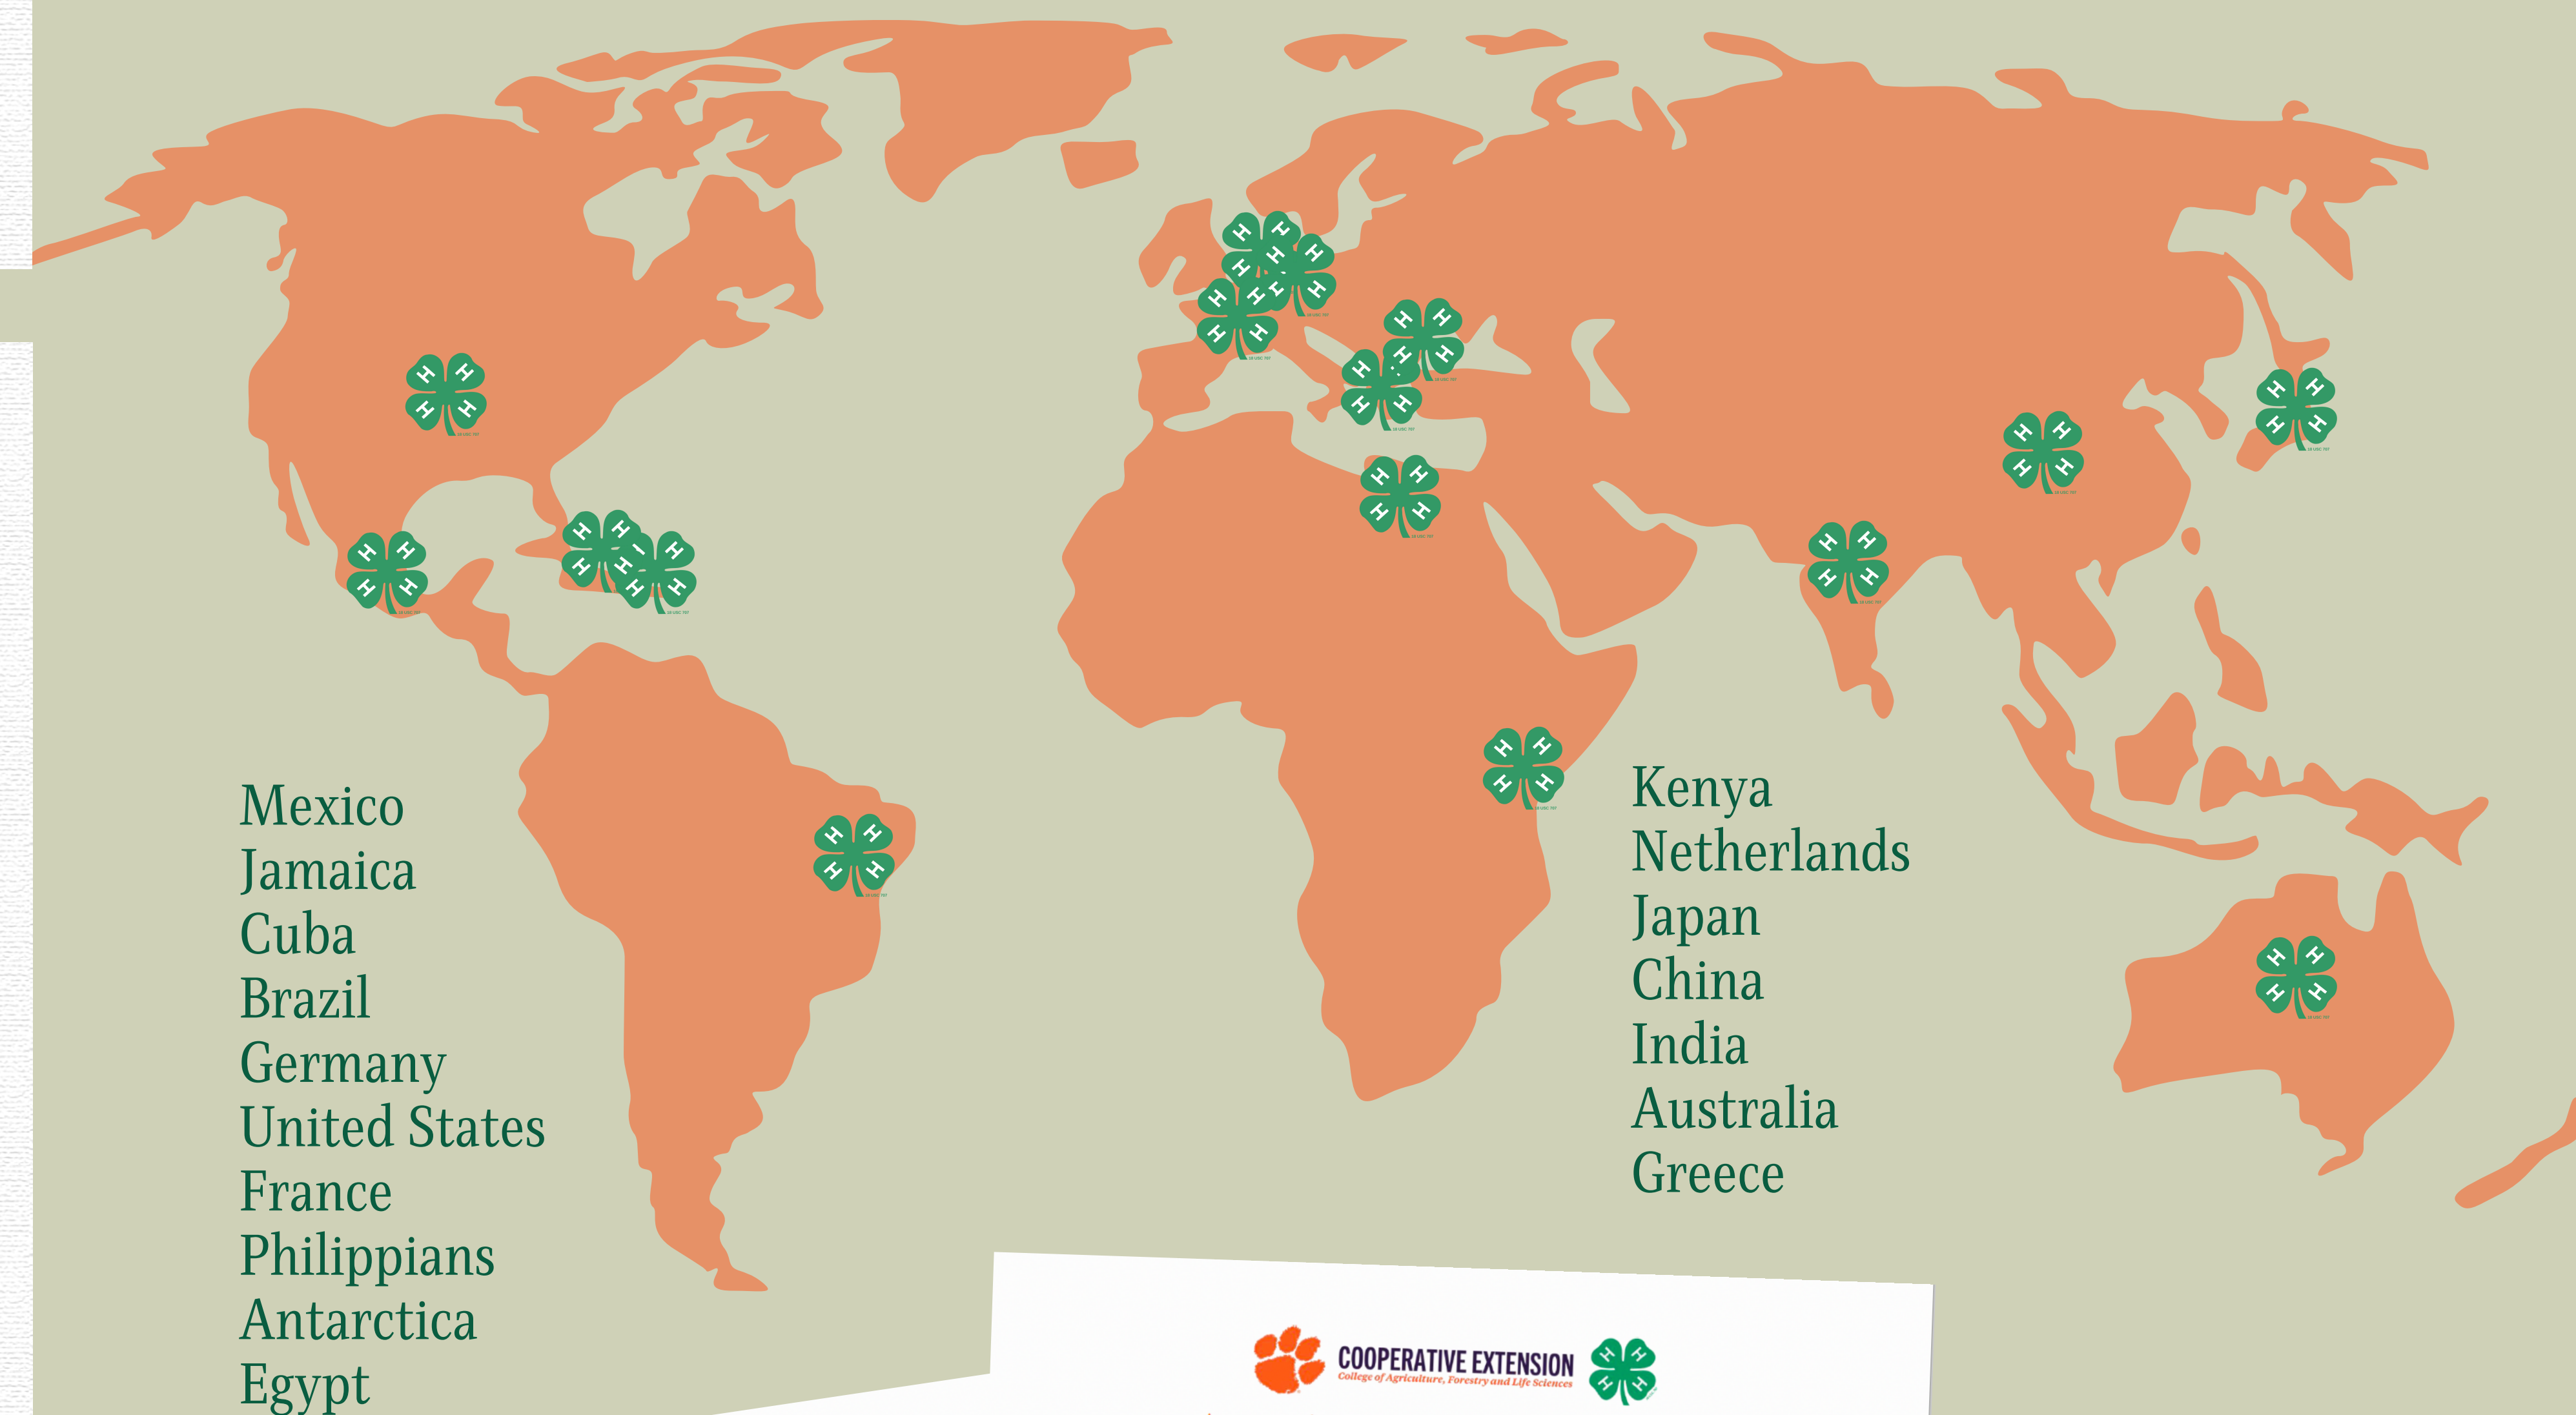 Mexico
Jamaica
Cuba
Brazil
Germany
United States
France
Philippians
Antarctica
Egypt
Kenya
Netherlands
Japan
China
India
Australia
Greece
COOPERATIVE EXTENSION
College of Agriculture, Forestry and Life Sciences